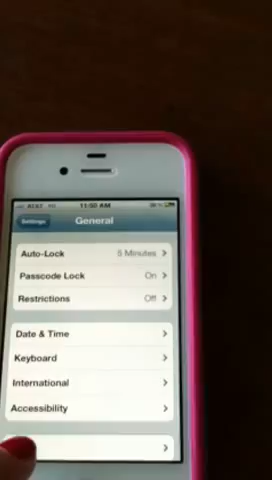 AT&T
11:50 AM
Settings
General
Auto-Lock 5 Minutes
Passcode Lock On
Restrictions Off
Date & Time
Keyboard
International
Accessibility